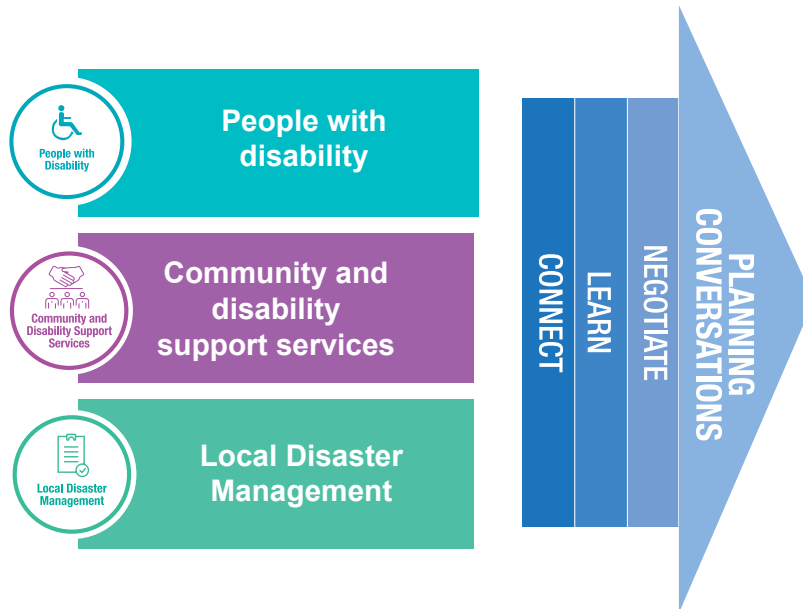 People with
Disability
People with
disability
Community and
Disability Support
Services
Community and
disability
support services
Local Disaster
Management
Local Disaster
Management
CONNECT
LEARN
NEGOTIATE
PLANNING
CONVERSATIONS